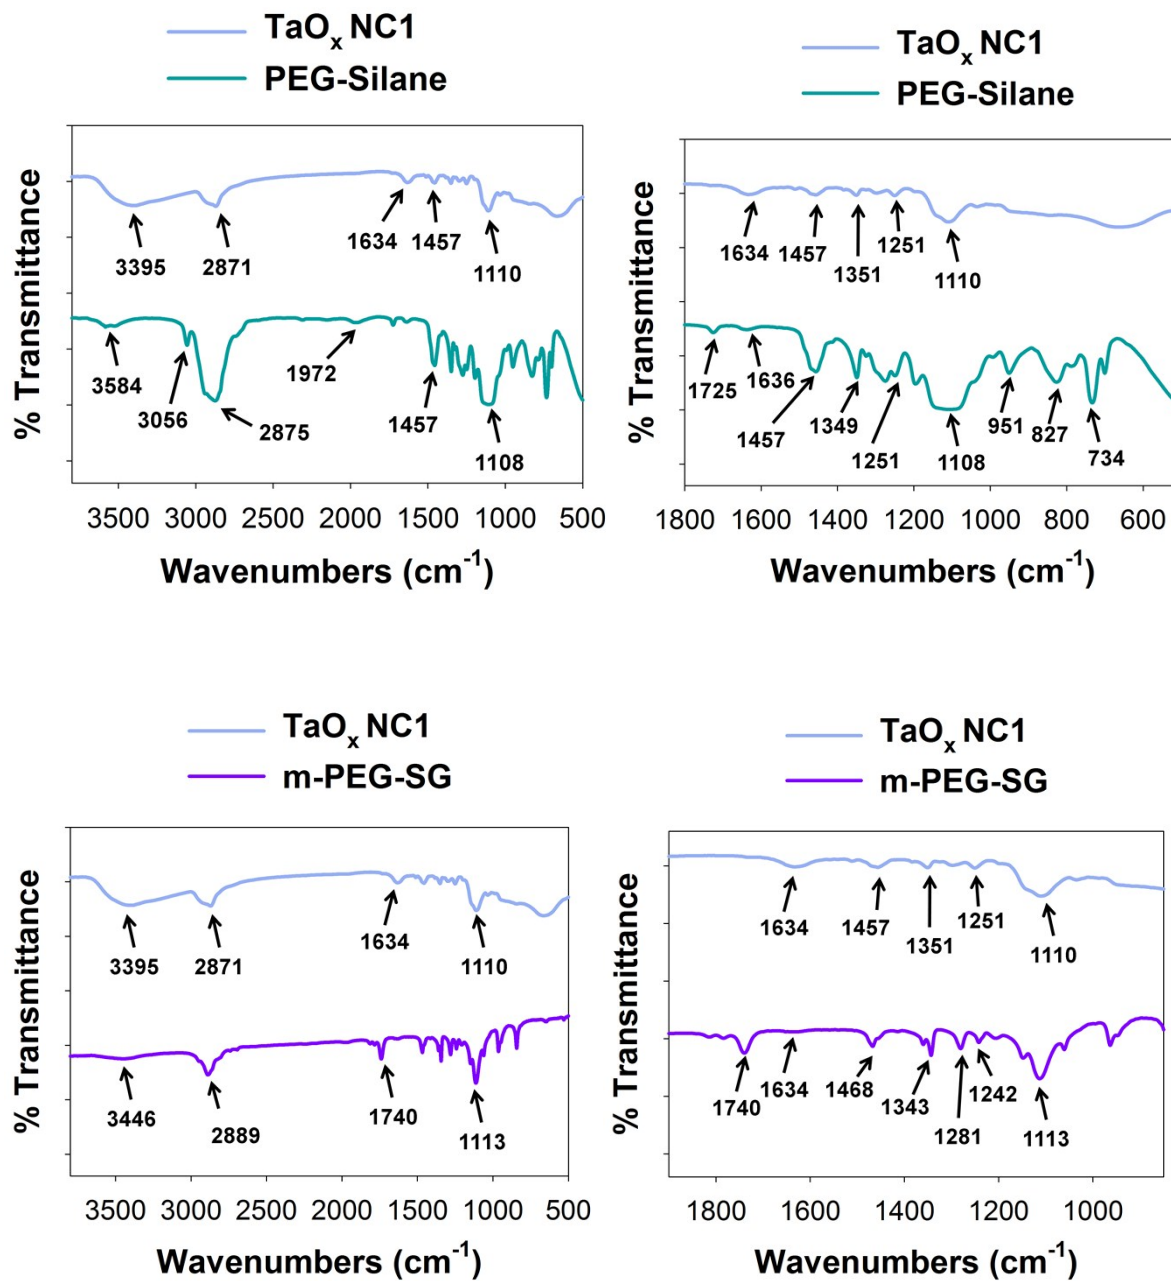 TaOx NC1
PEG-Silane
% Transmittance
3395
2871
1634
1457
1110
3584
3056
2875
1972
1457
1108
3500 3000 2500 2000 1500 1000 500
Wavenumbers (cm-1)
TaOx NC1
PEG-Silane
% Transmittance
1634
1457
1351
1251
1110
1725
1636
1457
1349
1251
1108
951
827
734
1800 1600 1400 1200 1000 800 600
Wavenumbers (cm-1)
TaOx NC1
m-PEG-SG
% Transmittance
3395
2871
1634
1110
3446
2889
1740
1113
3500 3000 2500 2000 1500 1000 500
Wavenumbers (cm-1)
TaOx NC1
m-PEG-SG
% Transmittance
1634
1457
1351
1251
1110
1740
1634
1468
1343
1281
1242
1113
1800 1600 1400 1200 1000
Wavenumbers (cm-1)